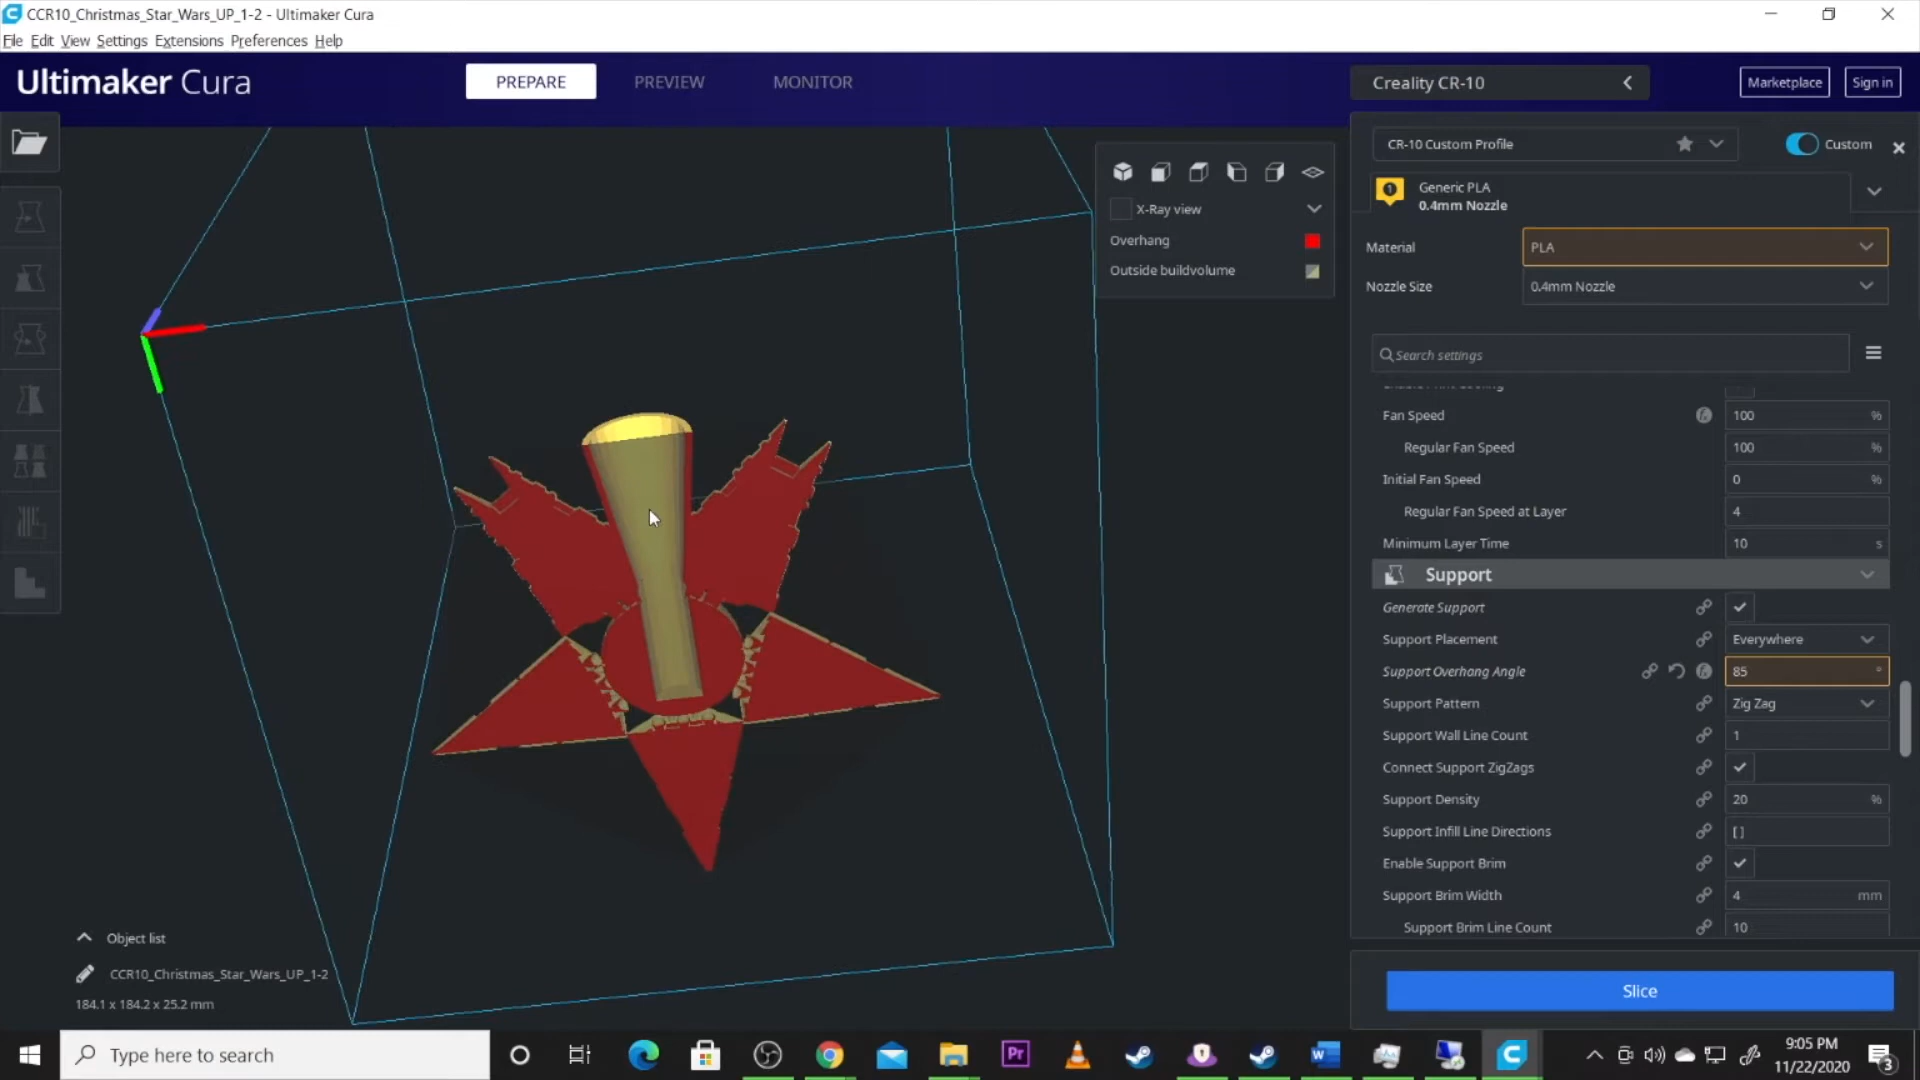 CCR10_Christmas_Star_Wars_UP_1-2 - Ultimaker Cura
File Edit View Settings Extensions Preferences Help
Ultimaker Cura
PREPARE
PREVIEW
MONITOR
Creality CR-10
Marketplace
Sign in
CR-10 Custom Profile
Custom
1
Generic PLA
0.4mm Nozzle
X-Ray view
Overhang
Outside buildvolume
Material PLA
Nozzle Size 0.4mm Nozzle
Search settings
Fan Speed 100 %
Regular Fan Speed 100 %
Initial Fan Speed 0 %
Regular Fan Speed at Layer 4
Minimum Layer Time 10 s
Support
Generate Support
Support Placement Everywhere
Support Overhang Angle 85 °
Support Pattern Zig Zag
Support Wall Line Count 1
Connect Support ZigZags
Support Density 20 %
Support Infill Line Directions []
Enable Support Brim
Support Brim Width 4 mm
Support Brim Line Count 10
Slice
Object list
CCR10_Christmas_Star_Wars_UP_1-2
184.1 x 184.2 x 25.2 mm
Type here to search
Pr
9:05 PM
11/22/2020
3